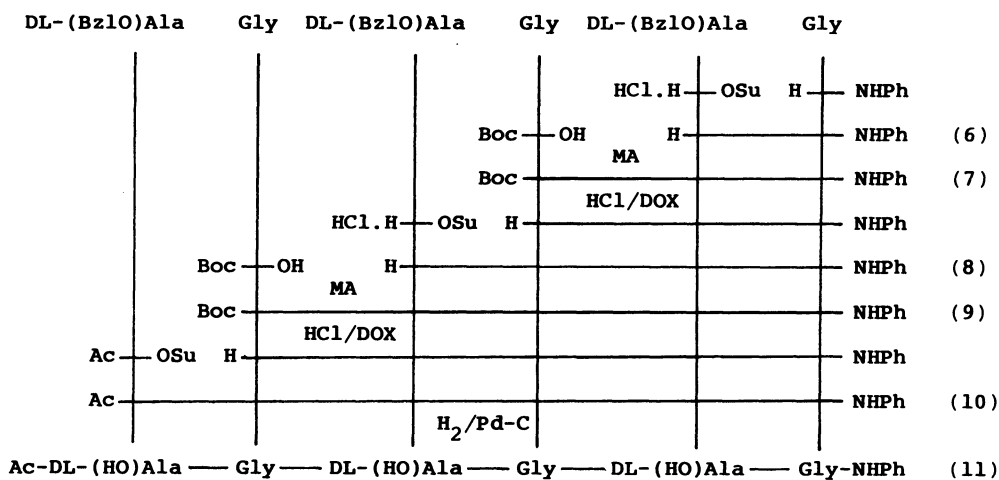 DL-(BzlO)Ala Gly DL-(BzlO)Ala Gly DL-(BzlO)Ala Gly
HCl.H OSu H NHPh
Boc OH H NHPh (6)
MA
Boc NHPh (7)
HCl/DOX
HCl.H OSu H NHPh
Boc OH H NHPh (8)
MA
Boc NHPh (9)
HCl/DOX
Ac OSu H NHPh
Ac NHPh (10)
H2/Pd-C
Ac-DL-(HO)Ala — Gly — DL-(HO)Ala — Gly — DL-(HO)Ala — Gly-NHPh (11)